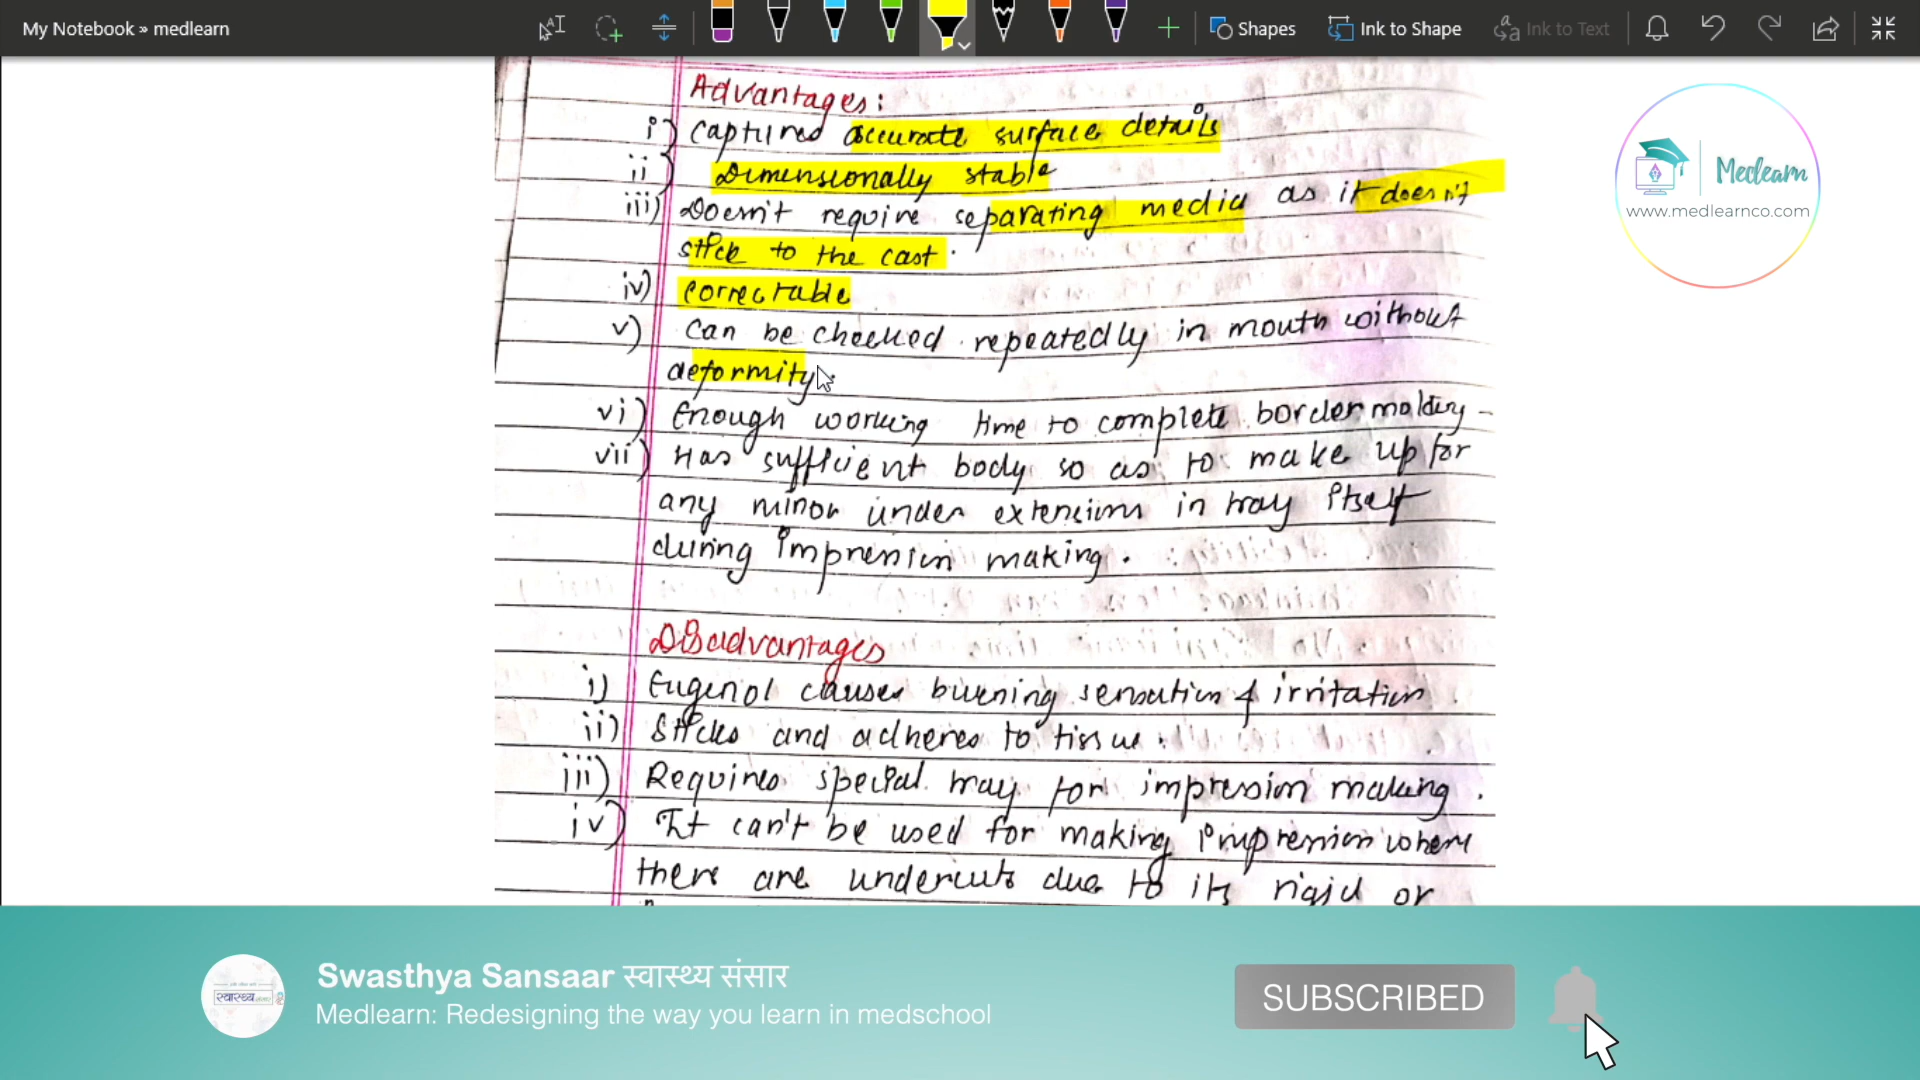 My Notebook » medlearn
Shapes
Ink to Shape
Ink to Text
Advantages:
i) Captured accurate surface details
ii) Dimensionally stable
iii) Doesn't require separating media as it doesn't
stick to the cast.
iv) Correctable
v) Can be checked repeatedly in mouth without
deformity.
vi) Enough working time to complete border molding
vii) Has sufficient body so as to make up for
any minor under extensions in tray itself
during impression making.
Disadvantages
i) Eugenol causes burning sensation & irritation.
ii) Sticks and adheres to tissue.
iii) Requires special tray for impression making.
iv) It can't be used for making impression where
there are undercuts due to its rigid or
Medlearn
www.medlearnco.com
स्वास्थ्य
Swasthya Sansaar स्वास्थ्य संसार
Medlearn: Redesigning the way you learn in medschool
SUBSCRIBED